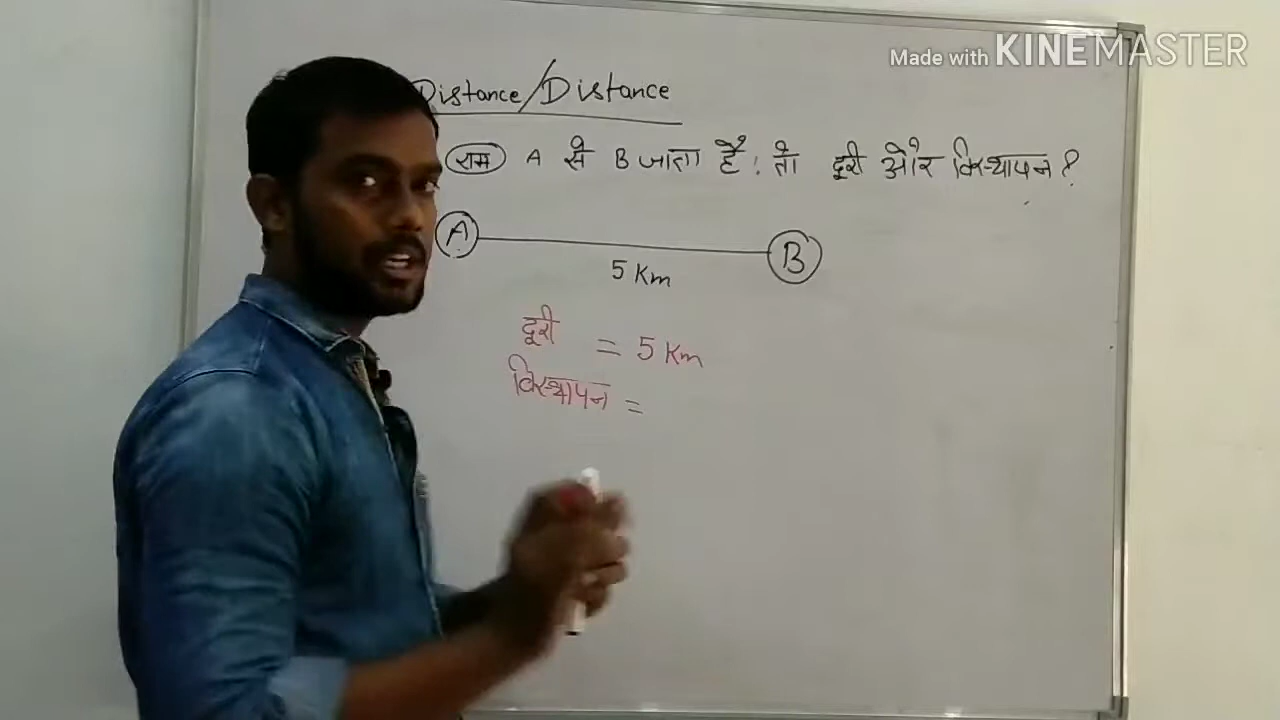 Made with KINEMASTER
Distance/Distance
राम A से B जाता है; तो दूरी और विस्थापन?
A B
5 Km
दूरी = 5 Km
विस्थापन =